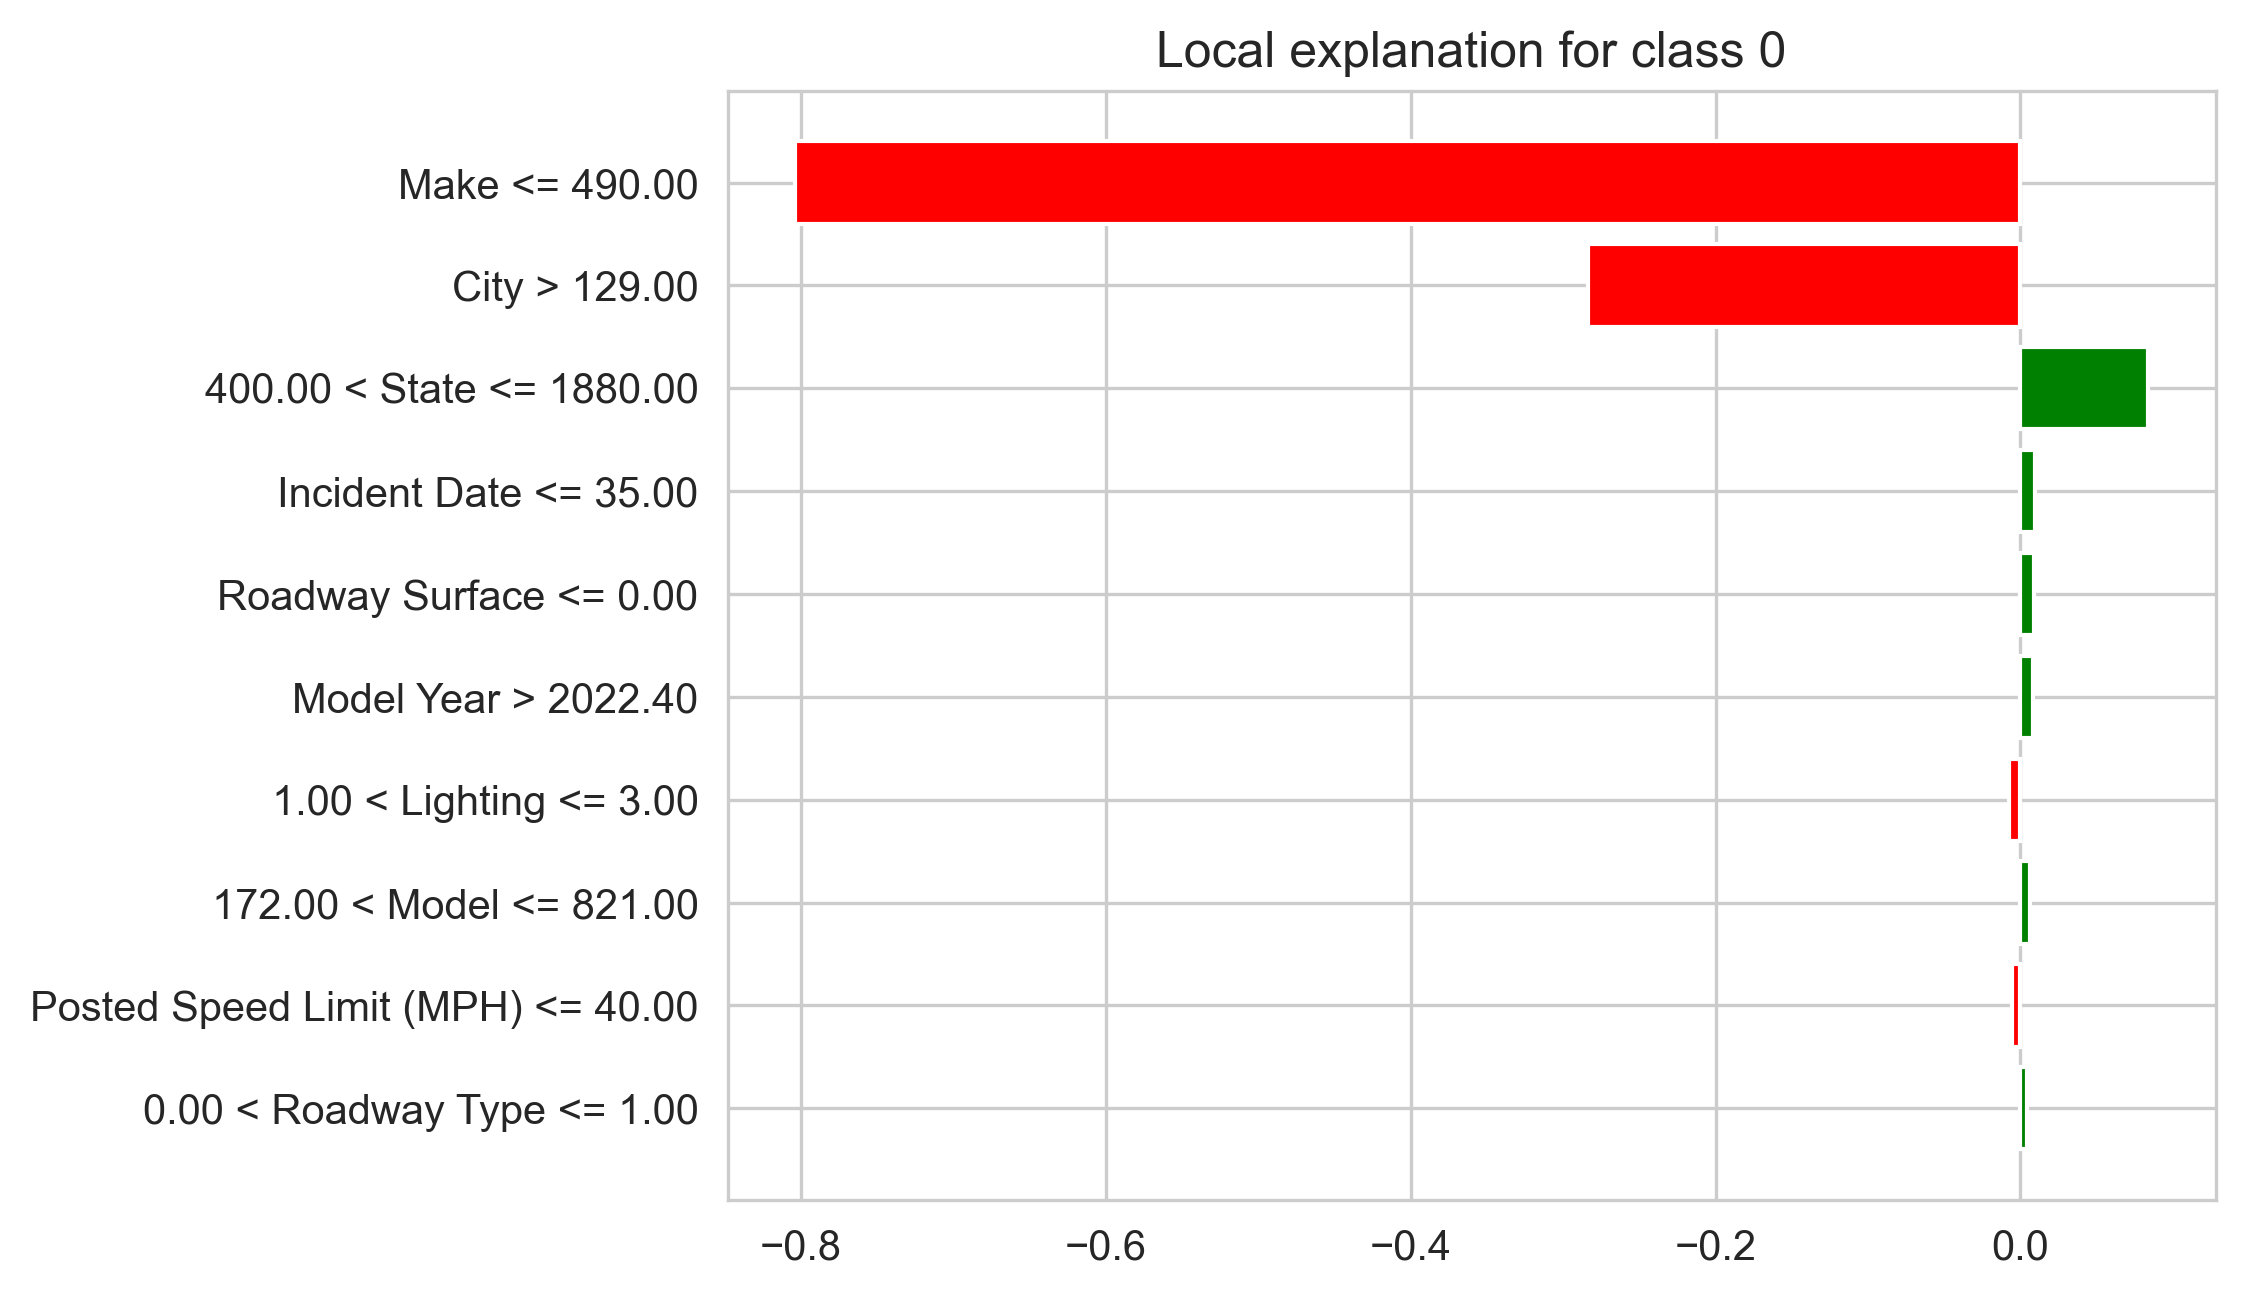 Local explanation for class 0
Make <= 490.00
City > 129.00
400.00 < State <= 1880.00
Incident Date <= 35.00
Roadway Surface <= 0.00
Model Year > 2022.40
1.00 < Lighting <= 3.00
172.00 < Model <= 821.00
Posted Speed Limit (MPH) <= 40.00
0.00 < Roadway Type <= 1.00
−0.8 −0.6 −0.4 −0.2 0.0